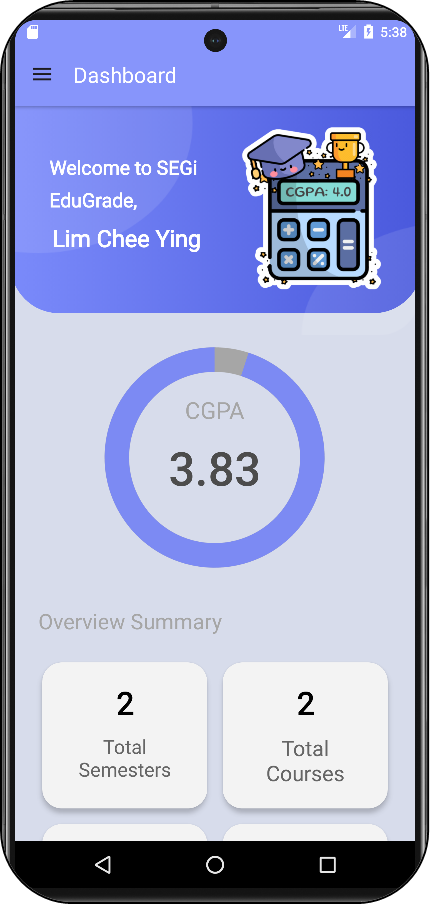 LTE 5:38
Dashboard
Welcome to SEGi
EduGrade,
Lim Chee Ying
CGPA: 4.0
CGPA
3.83
Overview Summary
2 2
Total Total
Semesters Courses